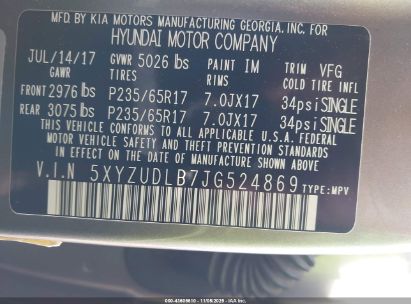 MFD. BY KIA MOTORS MANUFACTURING GEORGIA, INC. FOR
HYUNDAI MOTOR COMPANY
JUL/14/17 GVWR 5026 lbs PAINT IM TRIM VFG
GAWR TIRES RIMS COLD TIRE INFL
FRONT 2976 lbs P235/65R17 7.0JX17 34psi SINGLE
REAR 3075 lbs P235/65R17 7.0JX17 34psi SINGLE
THIS VEHICLE CONFORMS TO ALL APPLICABLE U.S.A. FEDERAL
MOTOR VEHICLE SAFETY BUMPER, AND THEFT PREVENTION STANDARDS
IN EFFECT ON THE DATE OF MANUFACTURE SHOWN ABOVE.
V.I.N 5XYZUDLB7JG524869 TYPE: MPV